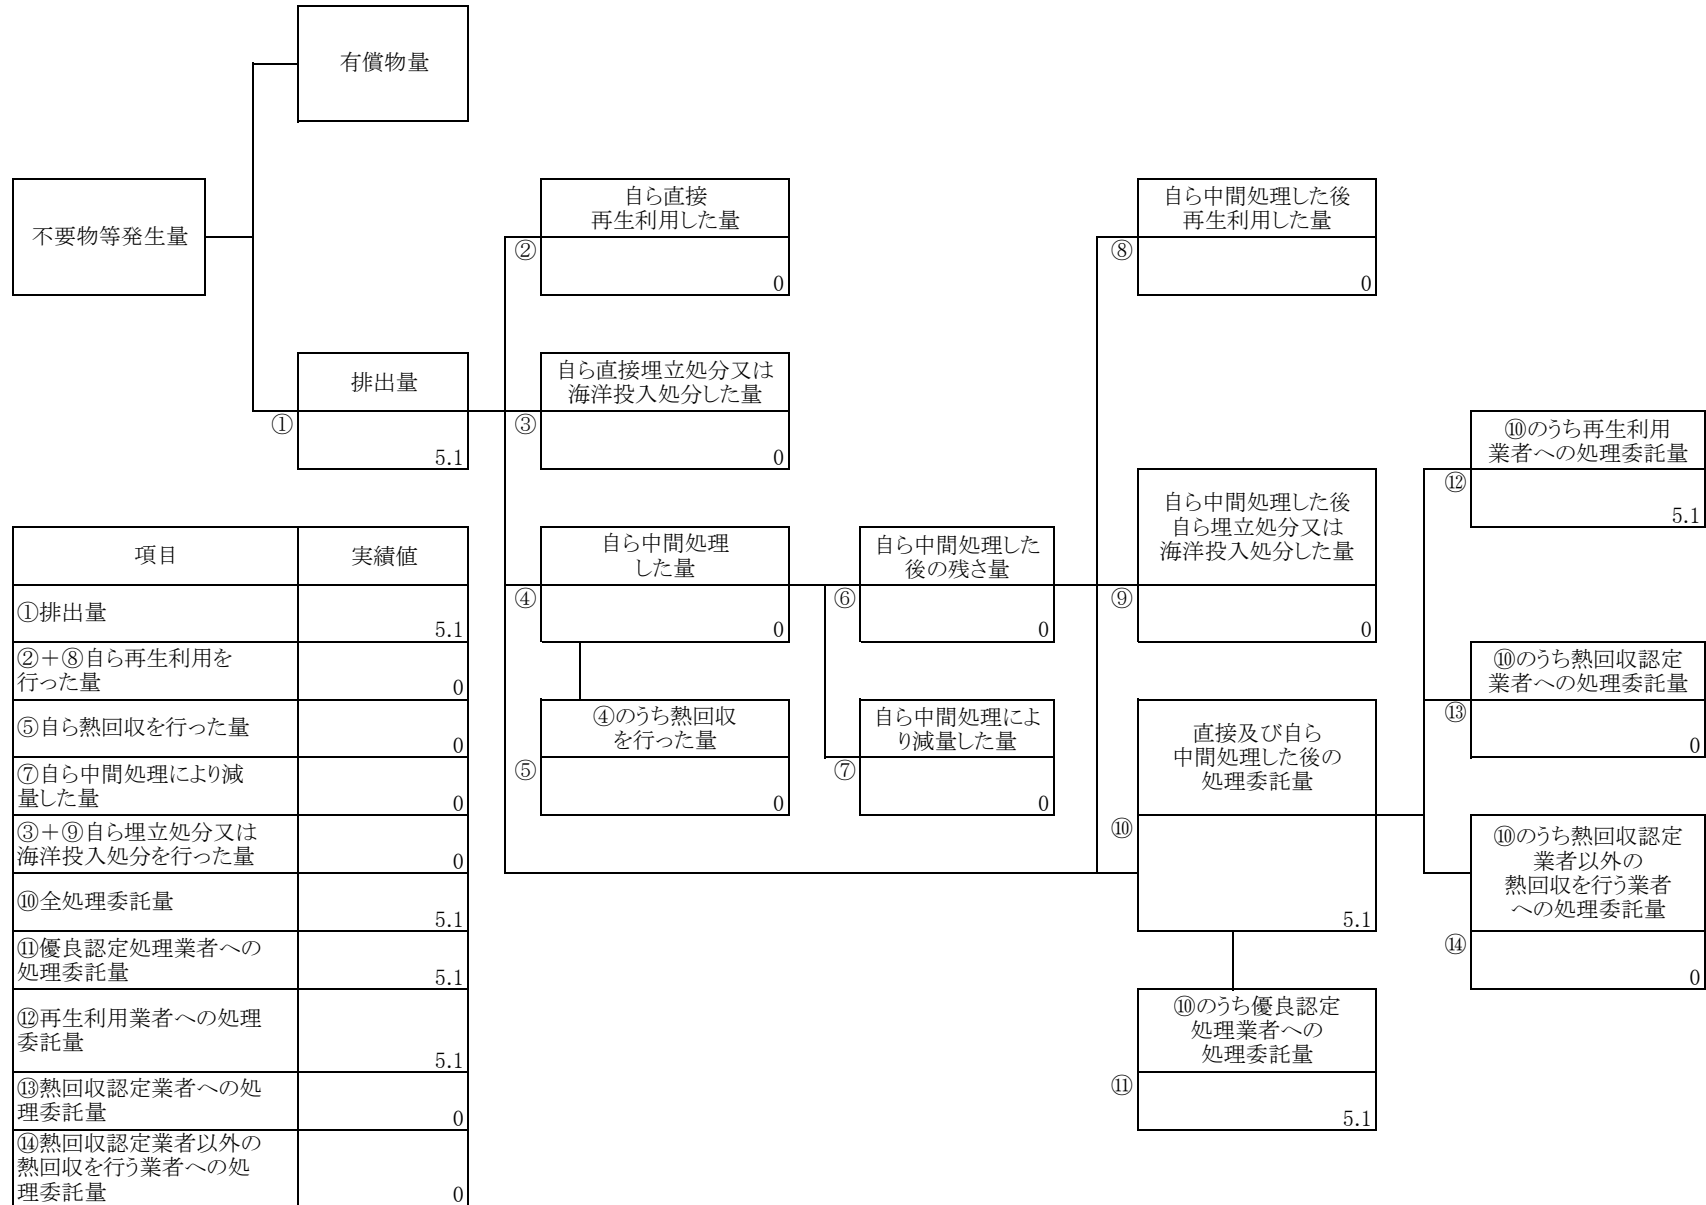 有償物量
不要物等発生量
自ら直接
再生利用した量
②
0
自ら中間処理した後
再生利用した量
⑧
0
排出量
①
5.1
自ら直接埋立処分又は
海洋投入処分した量
③
0
⑩のうち再生利用
業者への処理委託量
⑫
5.1
自ら中間処理
した量
④
0
自ら中間処理した
後の残さ量
⑥
0
自ら中間処理した後
自ら埋立処分又は
海洋投入処分した量
⑨
0
⑩のうち熱回収認定
業者への処理委託量
⑬
0
④のうち熱回収
を行った量
⑤
0
自ら中間処理によ
り減量した量
⑦
0
直接及び自ら
中間処理した後の
処理委託量
⑩
5.1
⑩のうち熱回収認定
業者以外の
熱回収を行う業者
への処理委託量
⑭
0
⑩のうち優良認定
処理業者への
処理委託量
⑪
5.1
項目 実績値
①排出量
5.1
②+⑧自ら再生利用を
行った量
0
⑤自ら熱回収を行った量
0
⑦自ら中間処理により減
量した量
0
③+⑨自ら埋立処分又は
海洋投入処分を行った量
0
⑩全処理委託量
5.1
⑪優良認定処理業者への
処理委託量
5.1
⑫再生利用業者への処理
委託量
5.1
⑬熱回収認定業者への処
理委託量
0
⑭熱回収認定業者以外の
熱回収を行う業者への処
理委託量
0